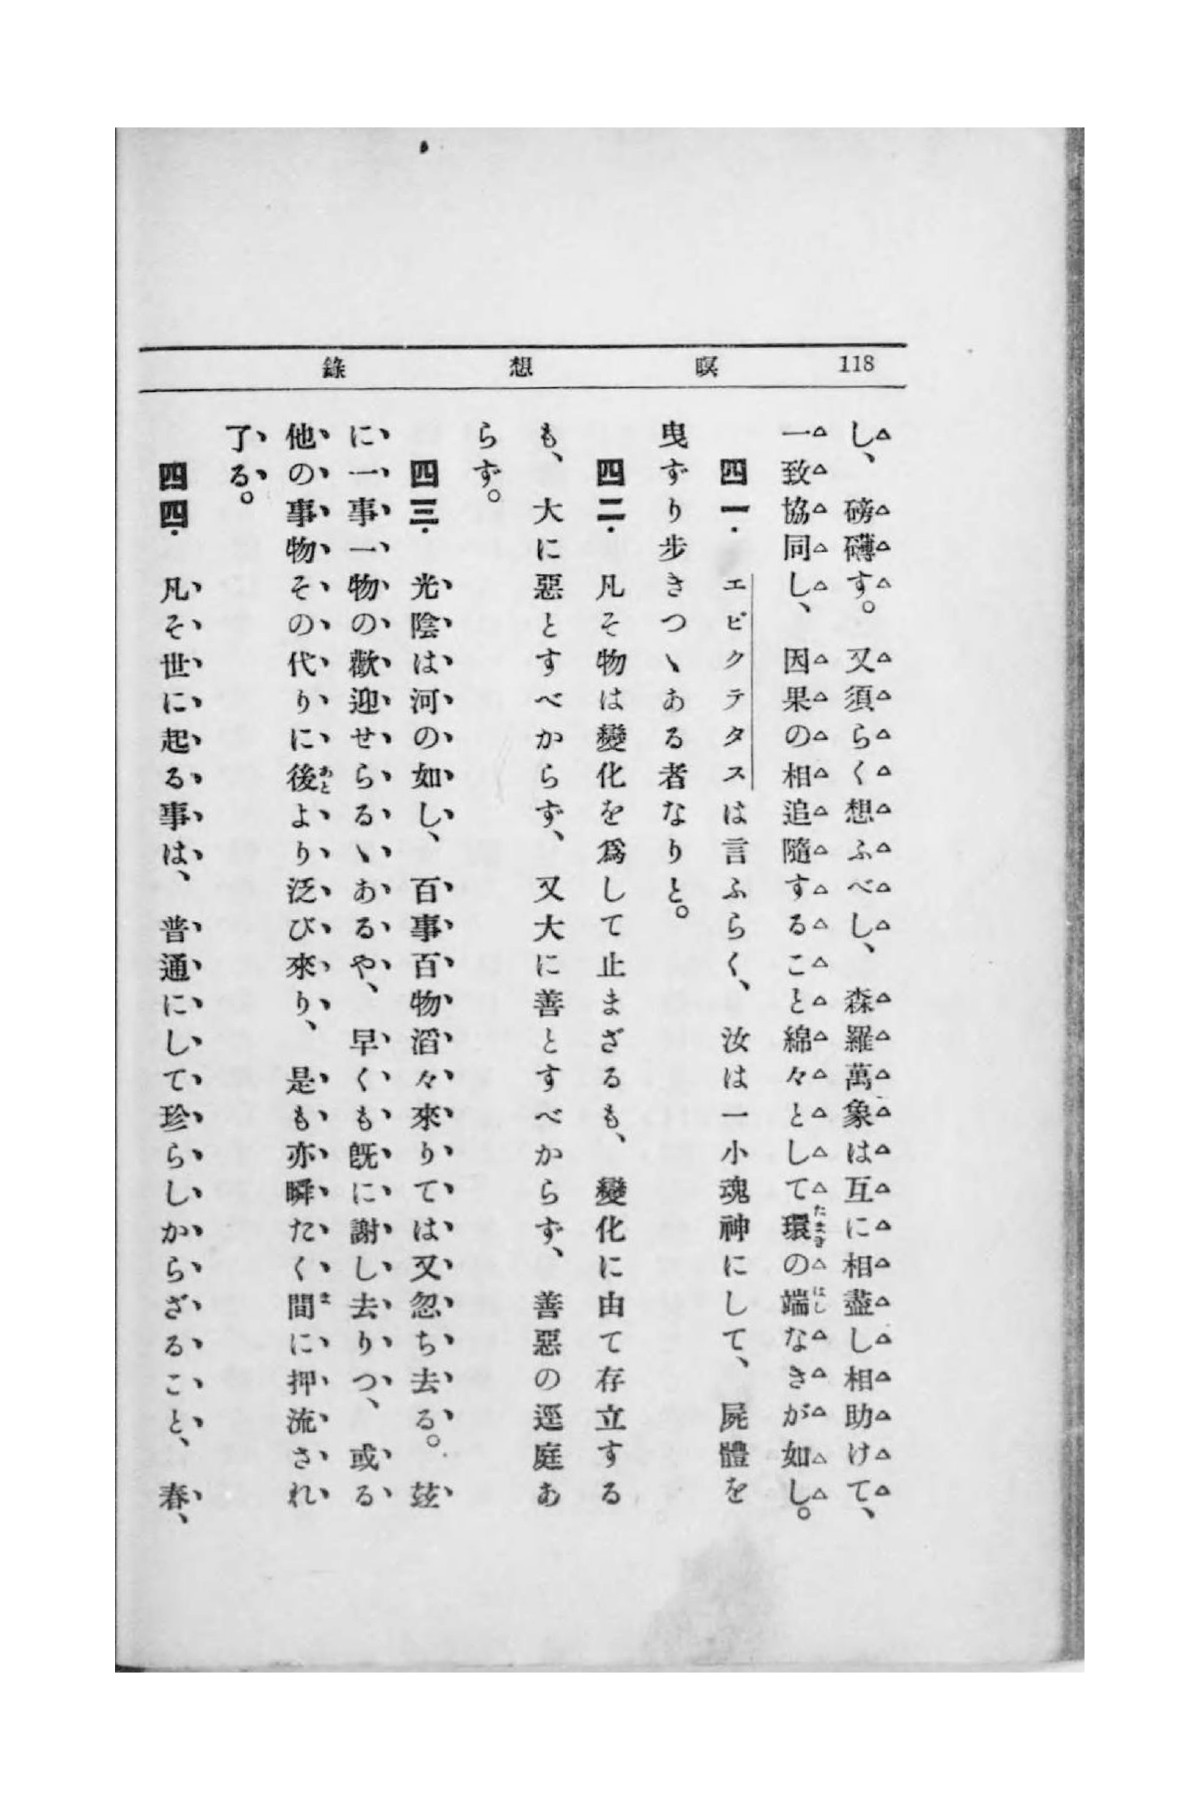 118 瞑想錄
し、磅礴す。又須らく想ふべし、森羅萬象は互に相盡し相助けて、
一致協同し、因果の相追隨すること綿々として環の端なきが如し。
四一．エピクテタスは言ふらく、汝は一小魂神にして、屍體を
曳ずり步きつゝある者なりと。
四二．凡そ物は變化を爲して止まざるも、變化に由て存立する
も、大に惡とすべからず、又大に善とすべからず、善惡の逕庭あ
らず。
四三．光陰は河の如し、百事百物滔々來りては又忽ち去る。玆
に一事一物の歡迎せらるゝあるや、早くも既に謝し去りつ、或る
他の事物その代りに後より泛び來り、是も亦瞬たく間に押流され
了る。
四四．凡そ世に起る事は、普通にして珍らしからざること、春、